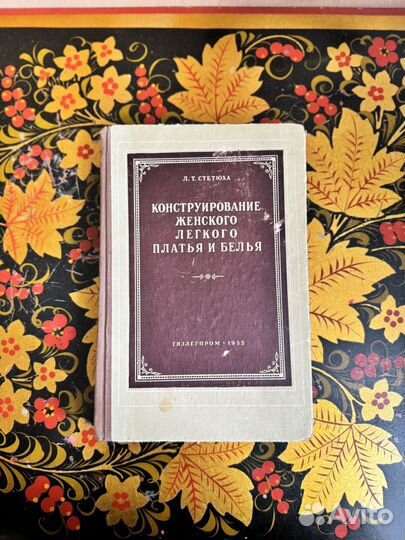 Л. Т. СТЕТЮХА
КОНСТРУИРОВАНИЕ
ЖЕНСКОГО
ЛЕГКОГО
ПЛАТЬЯ И БЕЛЬЯ
ГИЗЛЕГПРОМ • 1955
Avito